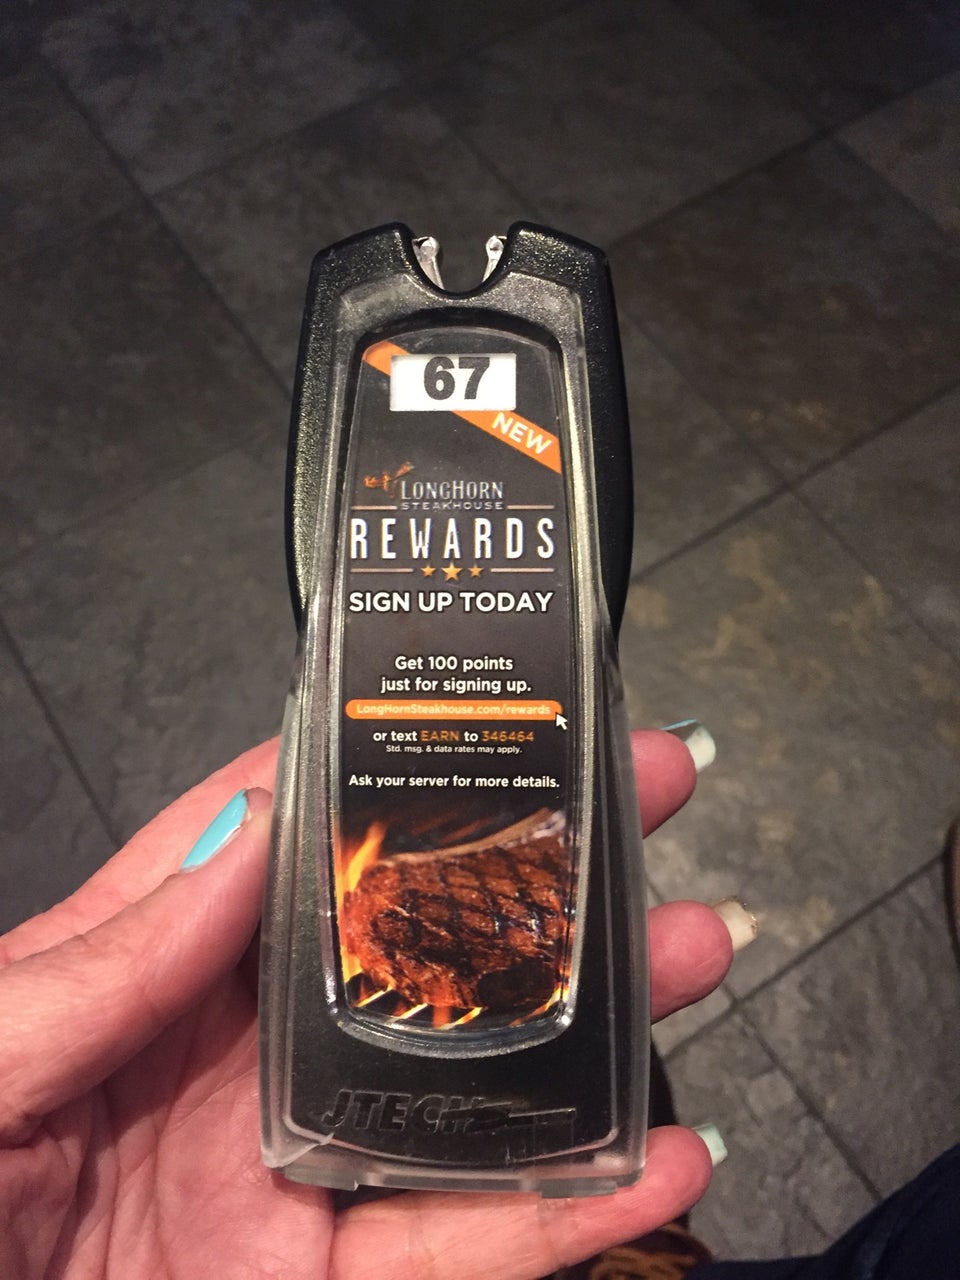 67
NEW
LONGHORN
STEAKHOUSE
REWARDS
SIGN UP TODAY
Get 100 points
just for signing up.
LongHornSteakhouse.com/rewards
or text EARN to 346464
Std. msg. & data rates may apply.
Ask your server for more details.
JTECH